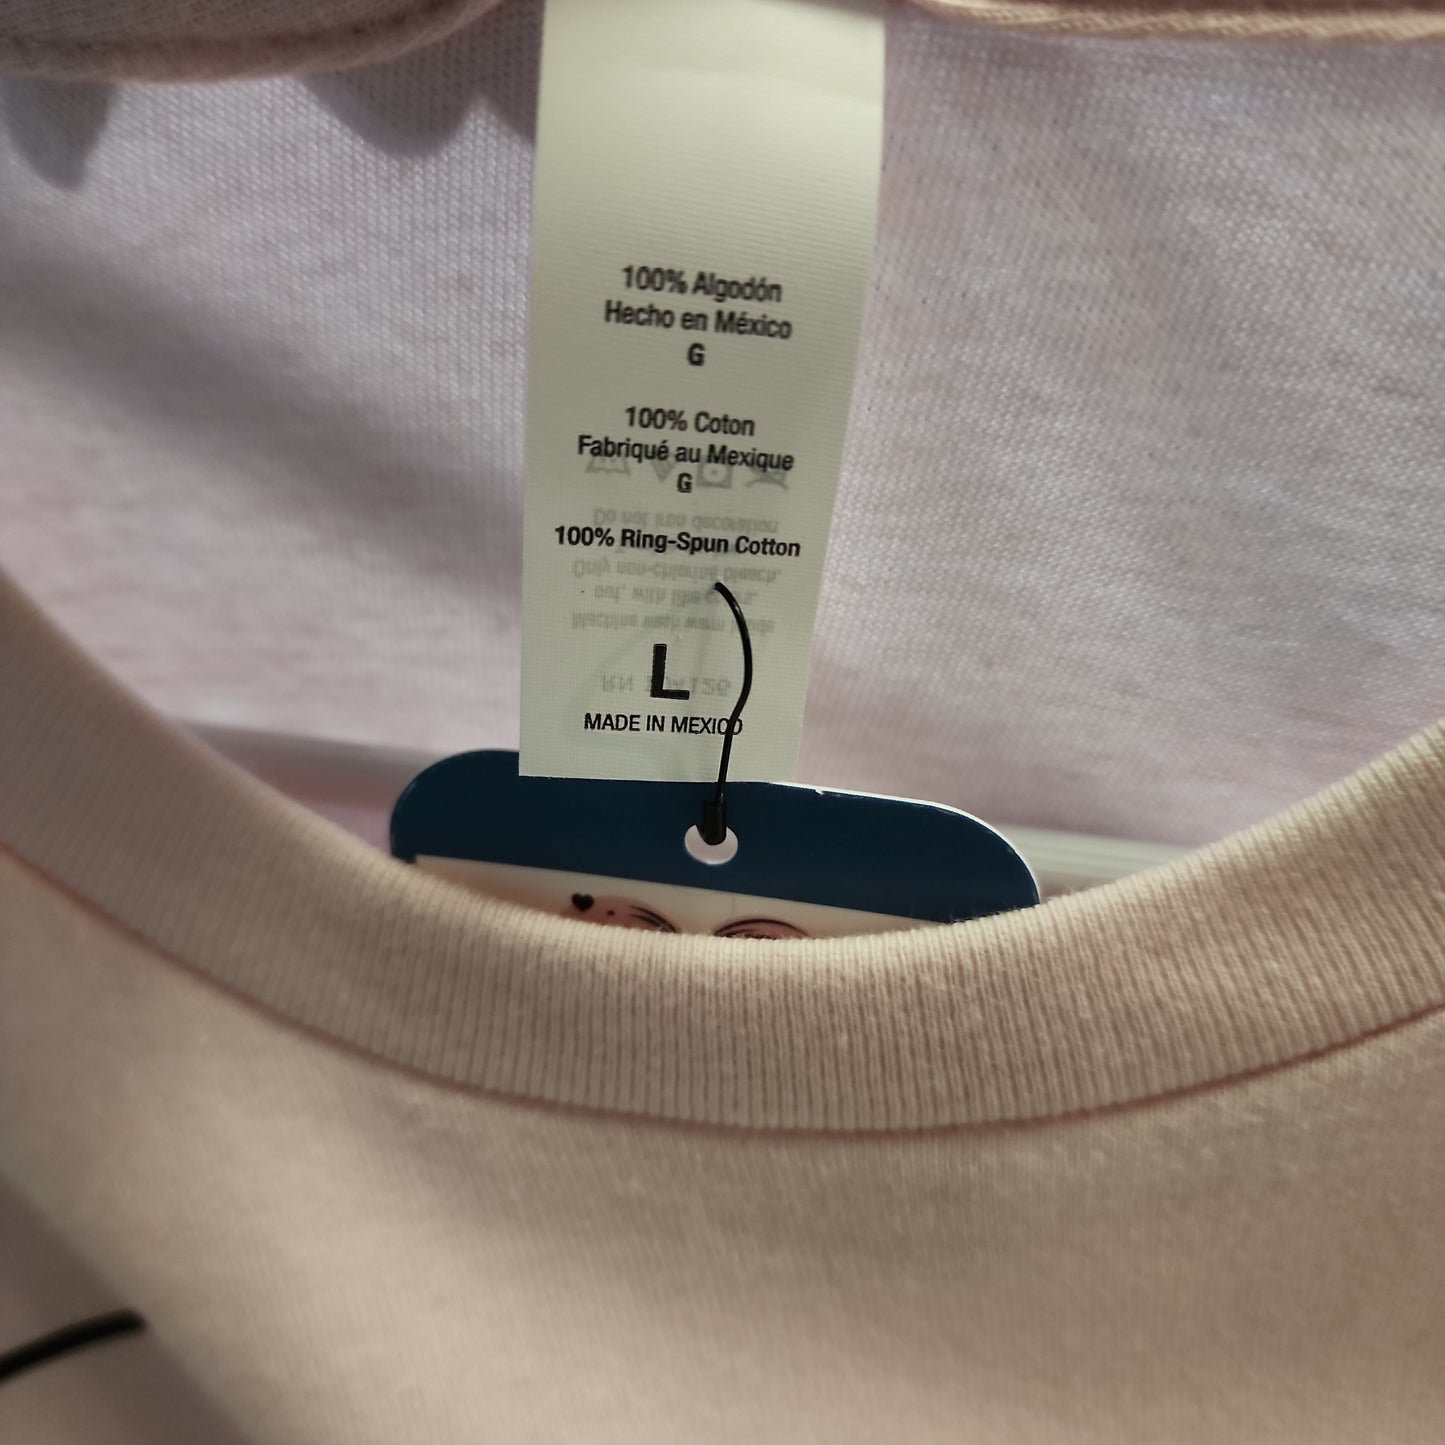 100% Algodón
Hecho en México
G
100% Coton
Fabriqué au Mexique
G
100% Ring-Spun Cotton
L
MADE IN MEXICO